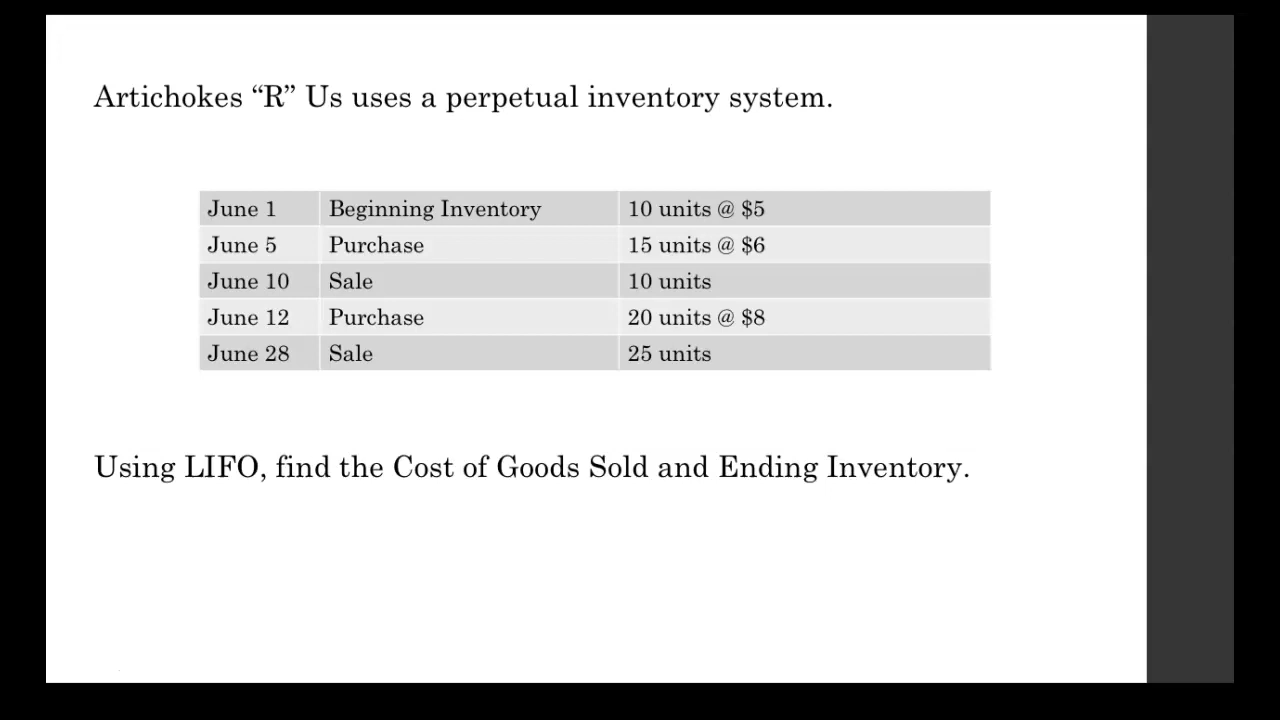 Artichokes “R” Us uses a perpetual inventory system.
June 1 Beginning Inventory 10 units @ $5
June 5 Purchase 15 units @ $6
June 10 Sale 10 units
June 12 Purchase 20 units @ $8
June 28 Sale 25 units
Using LIFO, find the Cost of Goods Sold and Ending Inventory.